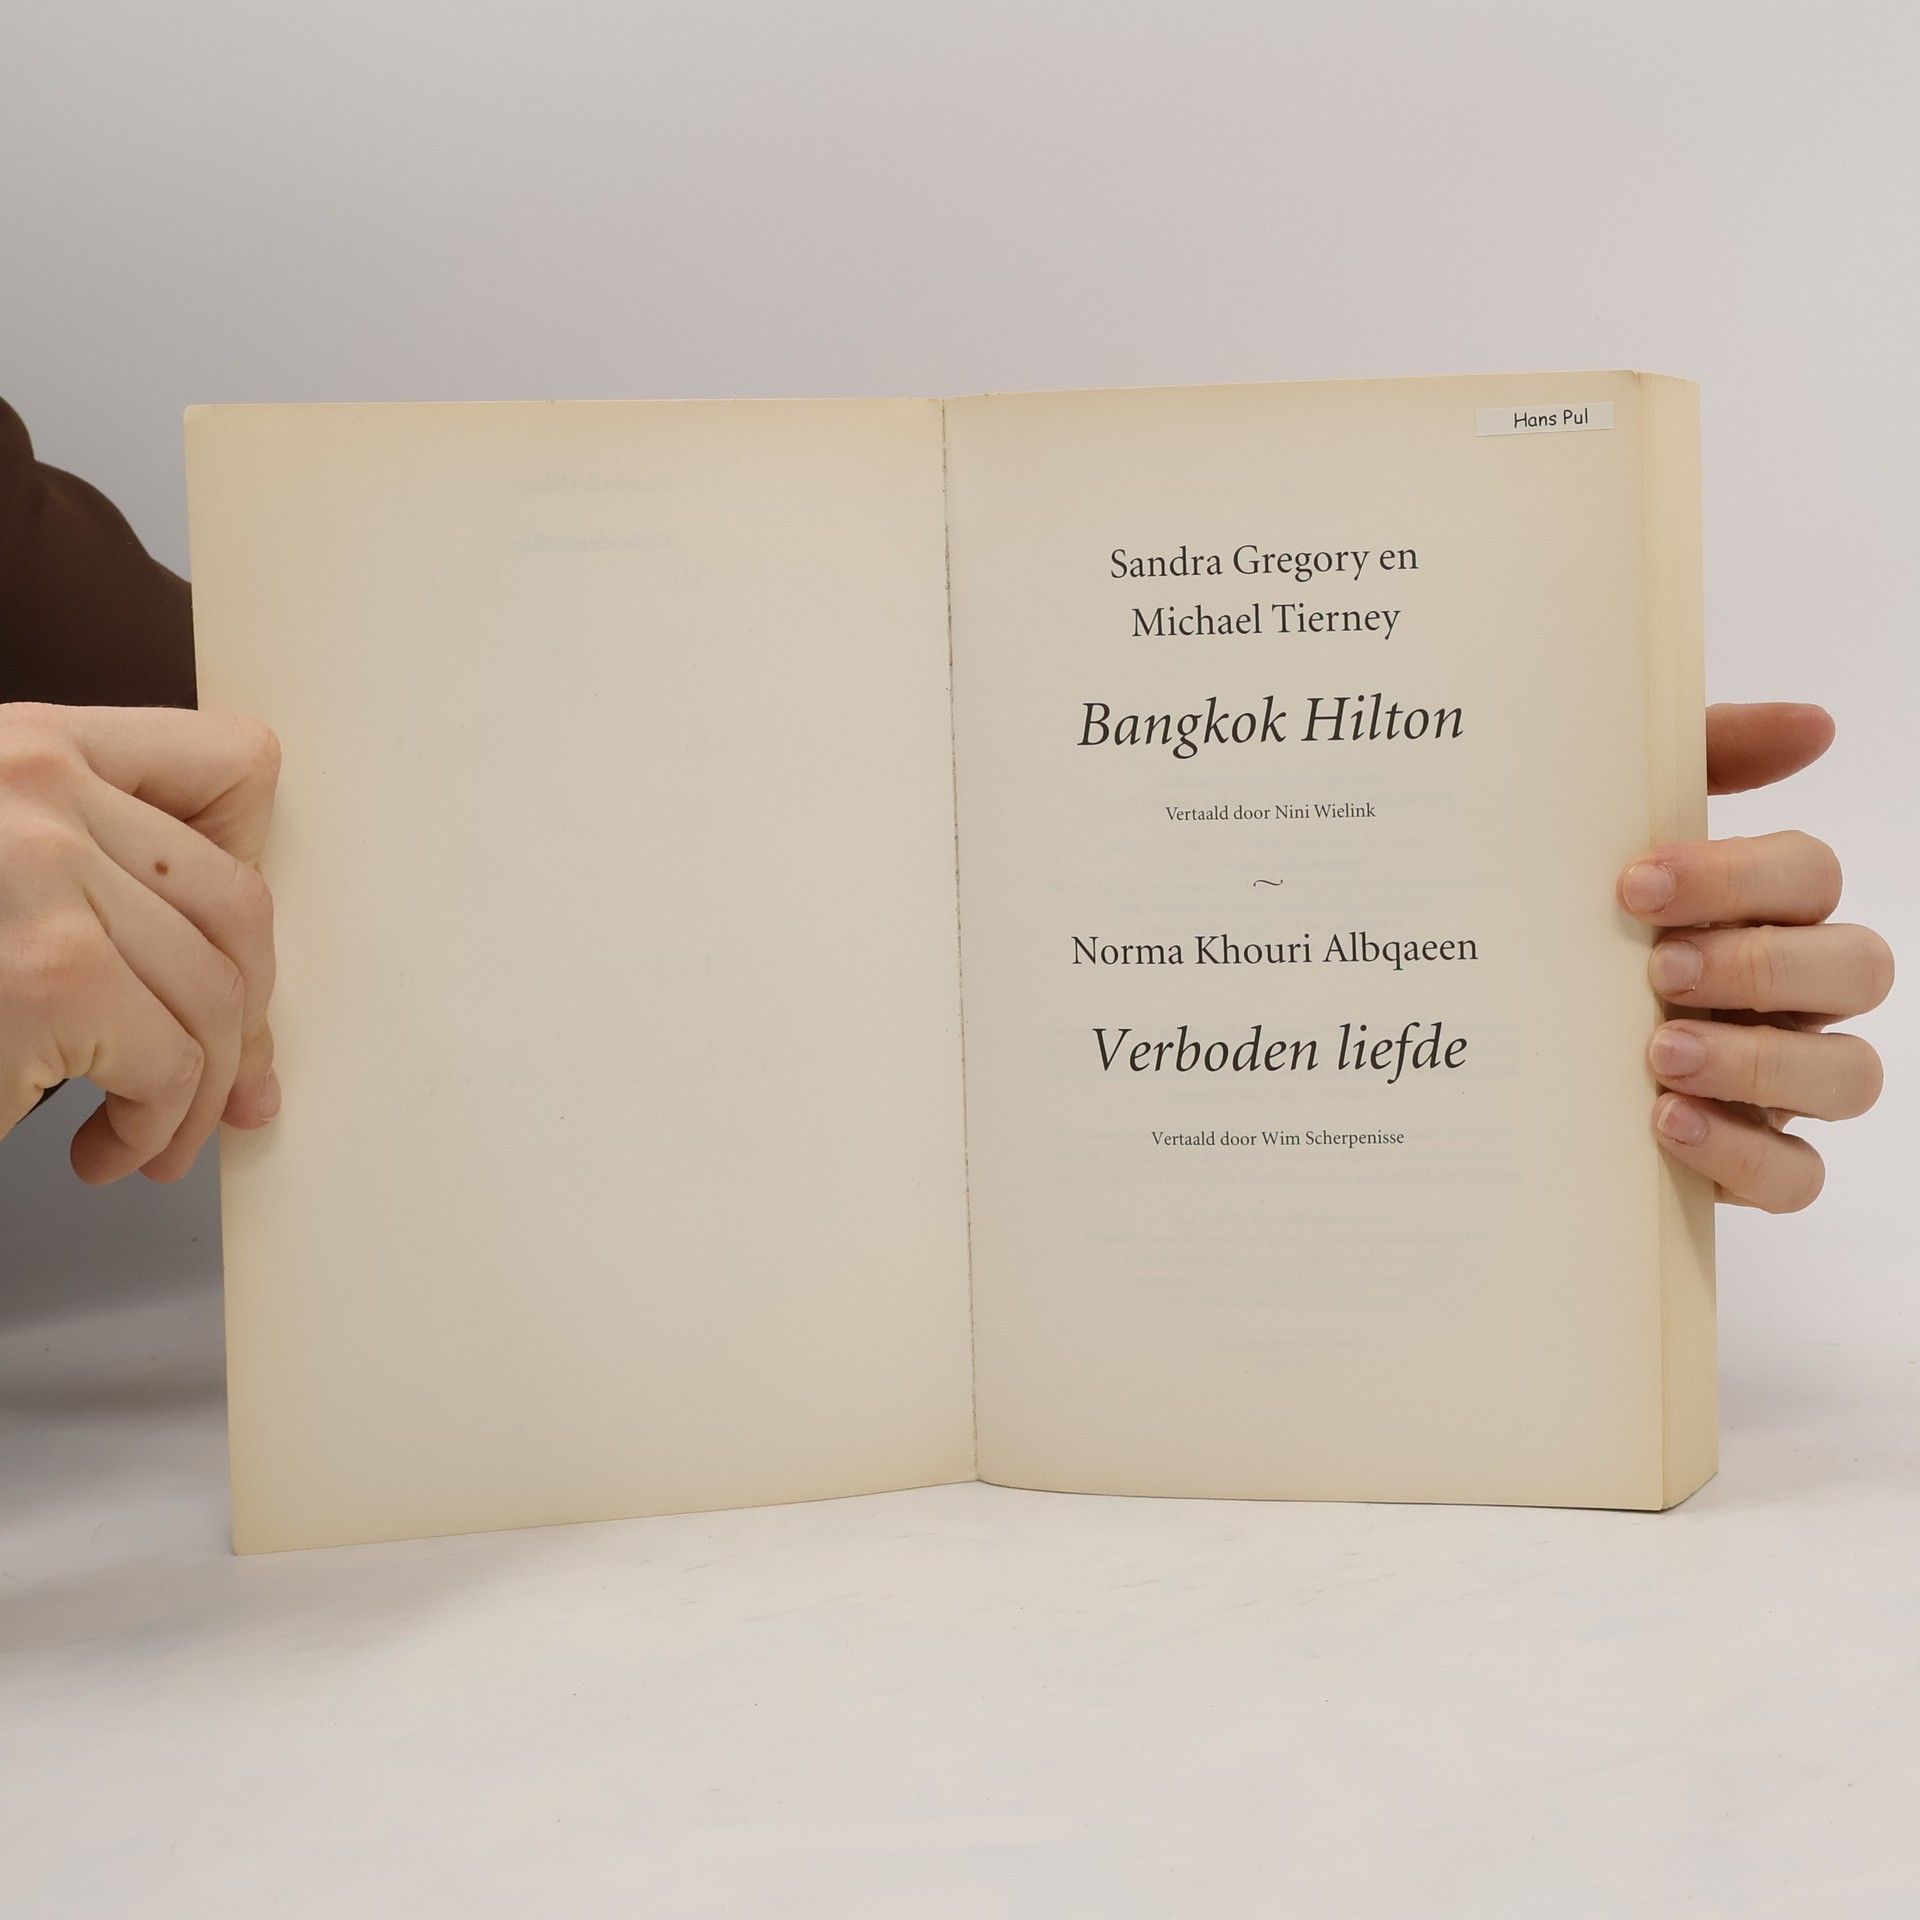 Hans Pul
Sandra Gregory en
Michael Tierney
Bangkok Hilton
Vertaald door Nini Wielink
~
Norma Khouri Albqaeen
Verboden liefde
Vertaald door Wim Scherpenisse